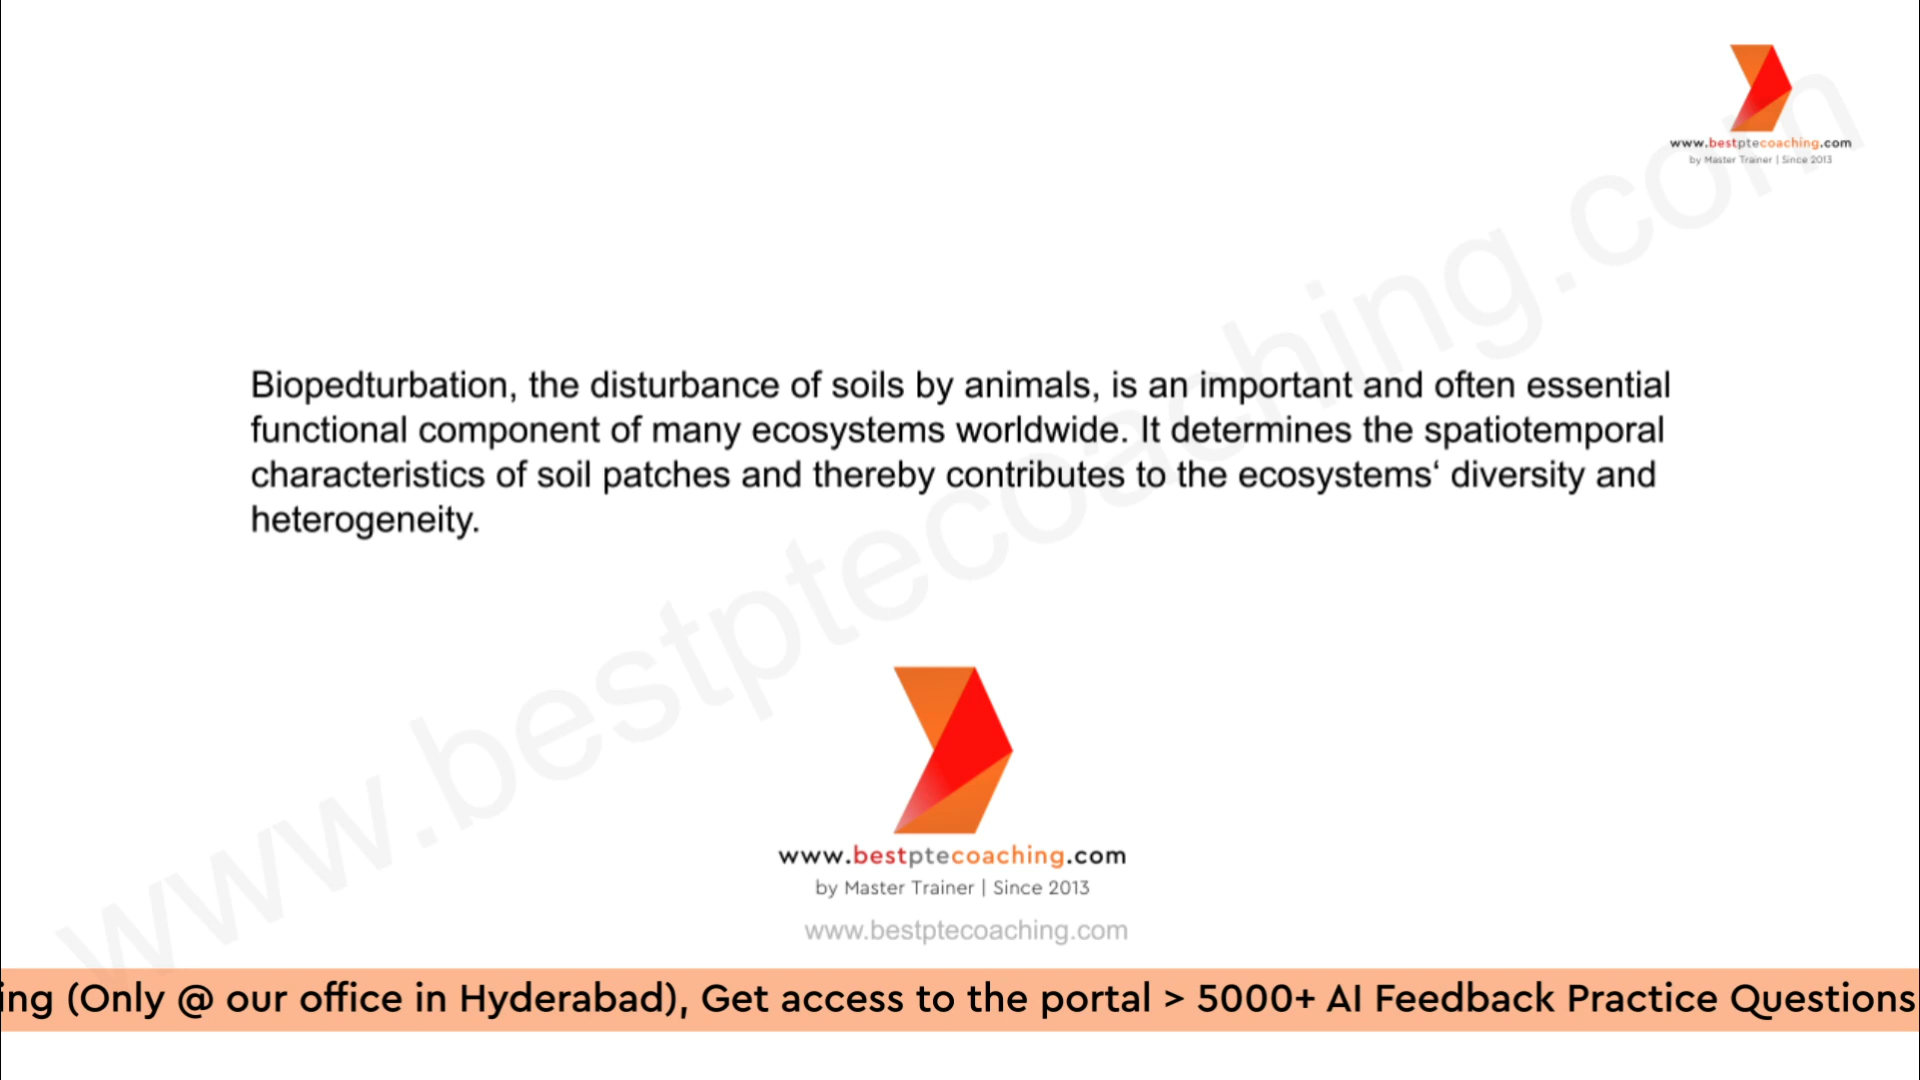 www.bestptecoaching.com
by Master Trainer | Since 2013
Biopedturbation, the disturbance of soils by animals, is an important and often essential
functional component of many ecosystems worldwide. It determines the spatiotemporal
characteristics of soil patches and thereby contributes to the ecosystems‘ diversity and
heterogeneity.
www.bestptecoaching.com
www.bestptecoaching.com
by Master Trainer | Since 2013
www.bestptecoaching.com
ing (Only @ our office in Hyderabad), Get access to the portal > 5000+ AI Feedback Practice Questions